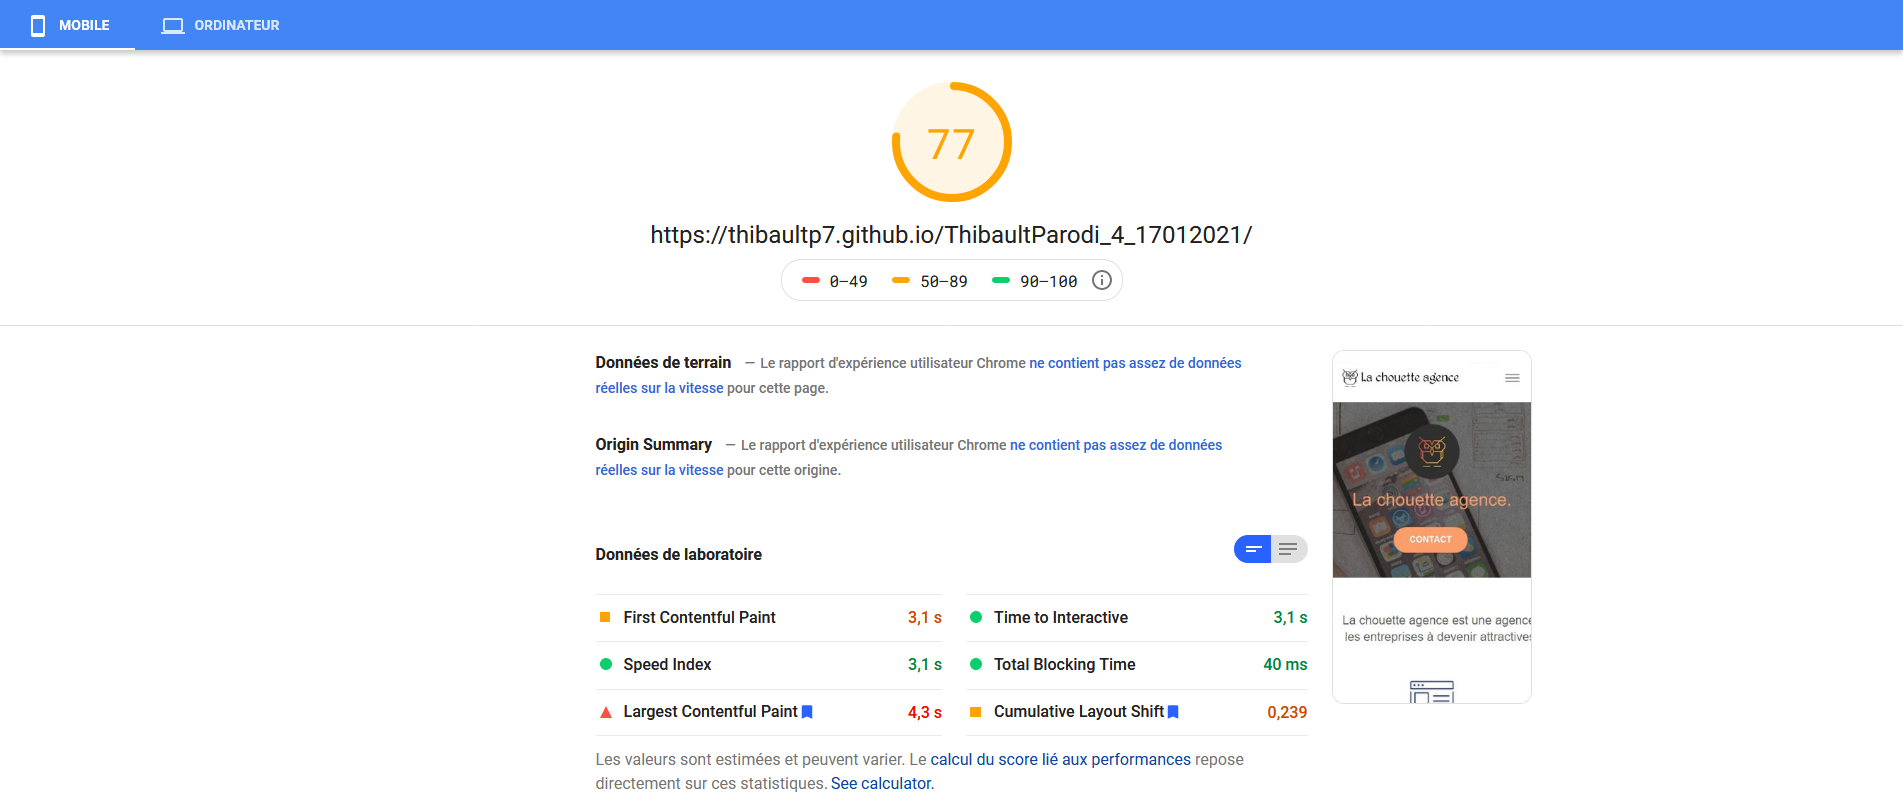 MOBILE
ORDINATEUR
77
https://thibaultp7.github.io/ThibaultParodi_4_17012021/
0–49 50–89 90–100
Données de terrain — Le rapport d'expérience utilisateur Chrome ne contient pas assez de données
réelles sur la vitesse pour cette page.
Origin Summary — Le rapport d'expérience utilisateur Chrome ne contient pas assez de données
réelles sur la vitesse pour cette origine.
Données de laboratoire
First Contentful Paint 3,1 s
Time to Interactive 3,1 s
Speed Index 3,1 s
Total Blocking Time 40 ms
Largest Contentful Paint 4,3 s
Cumulative Layout Shift 0,239
Les valeurs sont estimées et peuvent varier. Le calcul du score lié aux performances repose
directement sur ces statistiques. See calculator.
La chouette agence
La chouette agence.
CONTACT
La chouette agence est une agence
les entreprises à devenir attractives